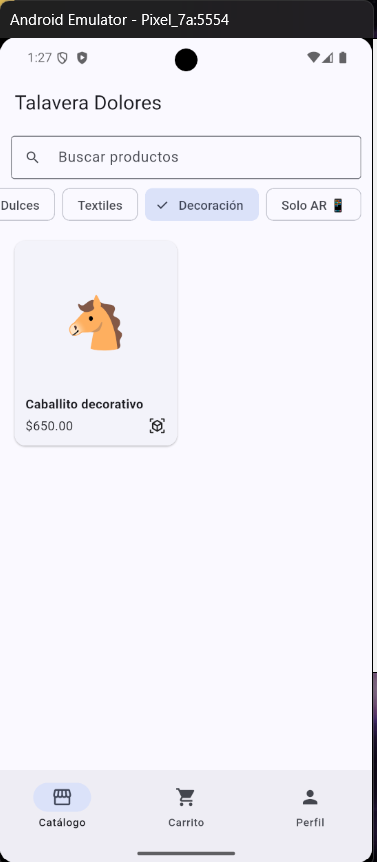 Android Emulator - Pixel_7a:5554
1:27
Talavera Dolores
Buscar productos
Dulces Textiles Decoración Solo AR
Caballito decorativo
$650.00
Catálogo Carrito Perfil